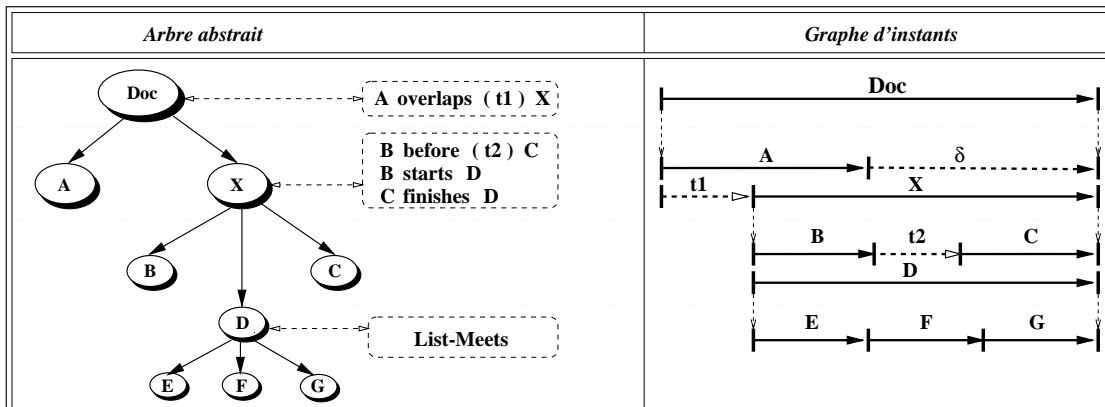 Arbre abstrait
Graphe d'instants
Doc
A overlaps ( t1 ) X
Doc
A
X
B before ( t2 ) C
B starts D
C finishes D
A
δ
t1
X
B
C
B
t2
C
D
D
List-Meets
E
F
G
E
F
G